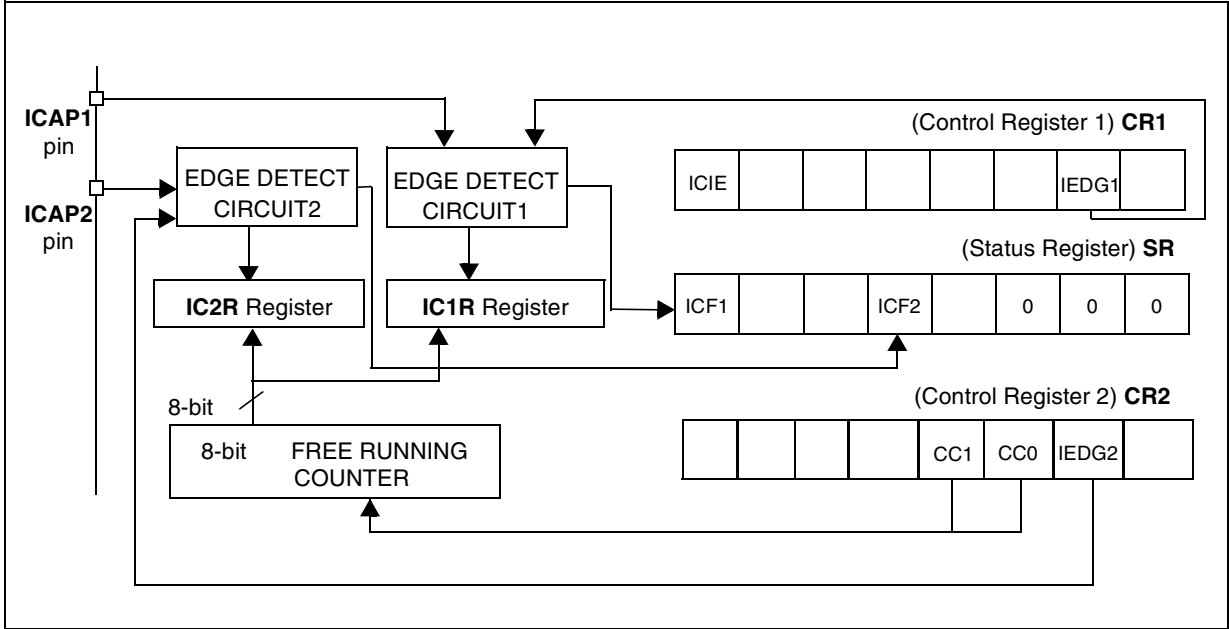 ICAP1
pin
ICAP2
pin
EDGE DETECT
CIRCUIT2
EDGE DETECT
CIRCUIT1
IC2R Register
IC1R Register
8-bit
8-bit FREE RUNNING
COUNTER
(Control Register 1) CR1
ICIE IEDG1
(Status Register) SR
ICF1 ICF2 0 0 0
(Control Register 2) CR2
CC1 CC0 IEDG2